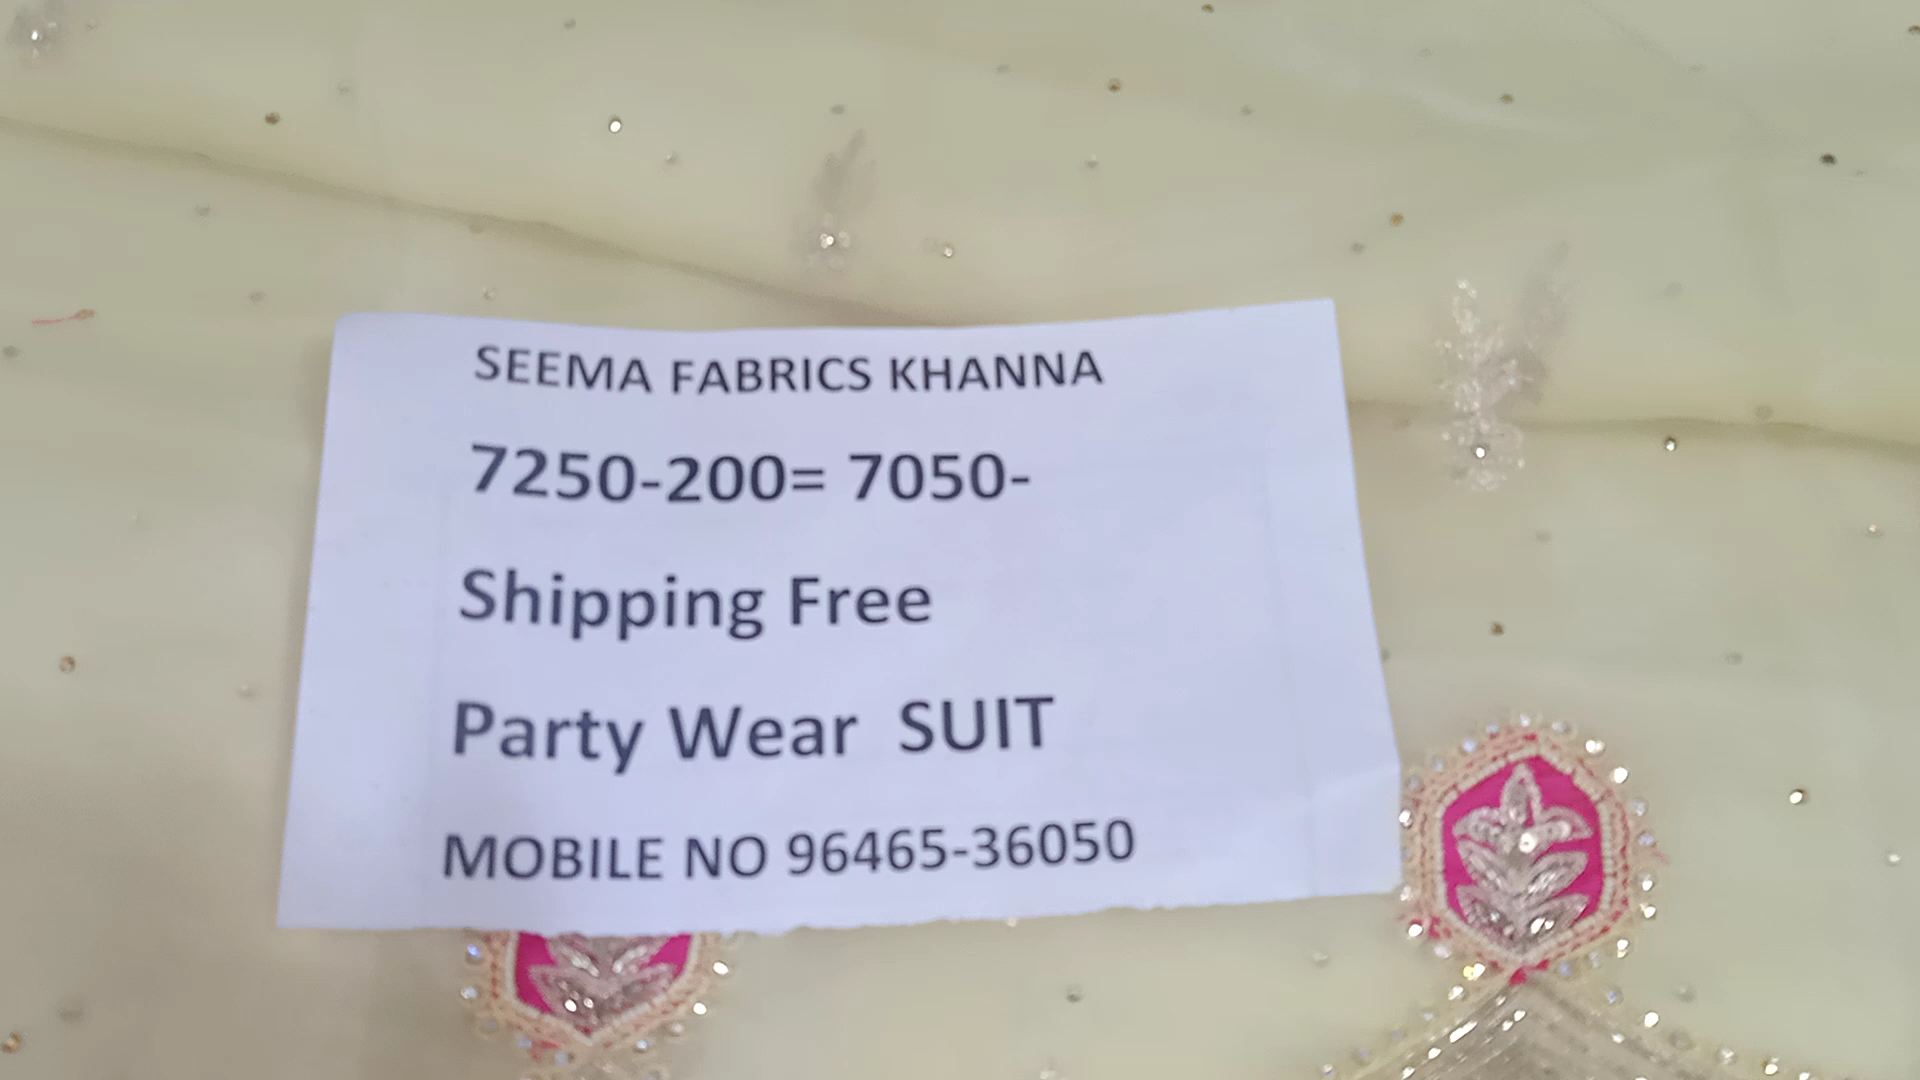 SEEMA FABRICS KHANNA
7250-200= 7050-
Shipping Free
Party Wear SUIT
MOBILE NO 96465-36050